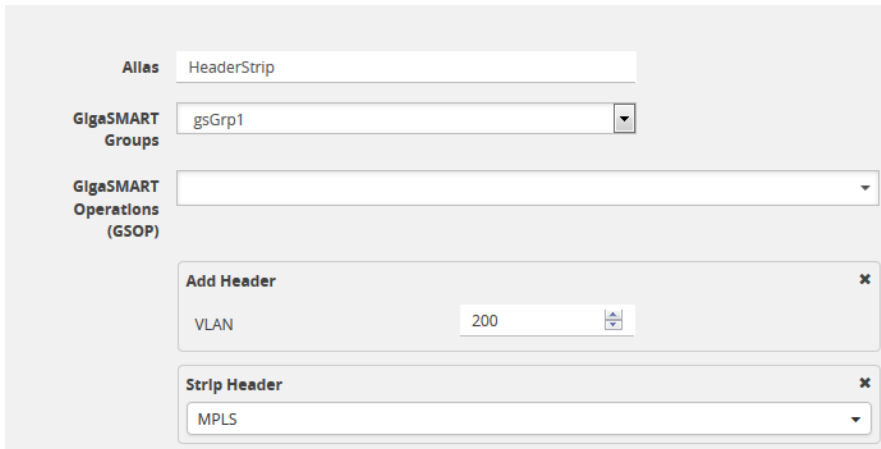 Alias HeaderStrip
GigaSMART Groups gsGrp1
GigaSMART Operations (GSOP)
Add Header
VLAN 200
Strip Header
MPLS